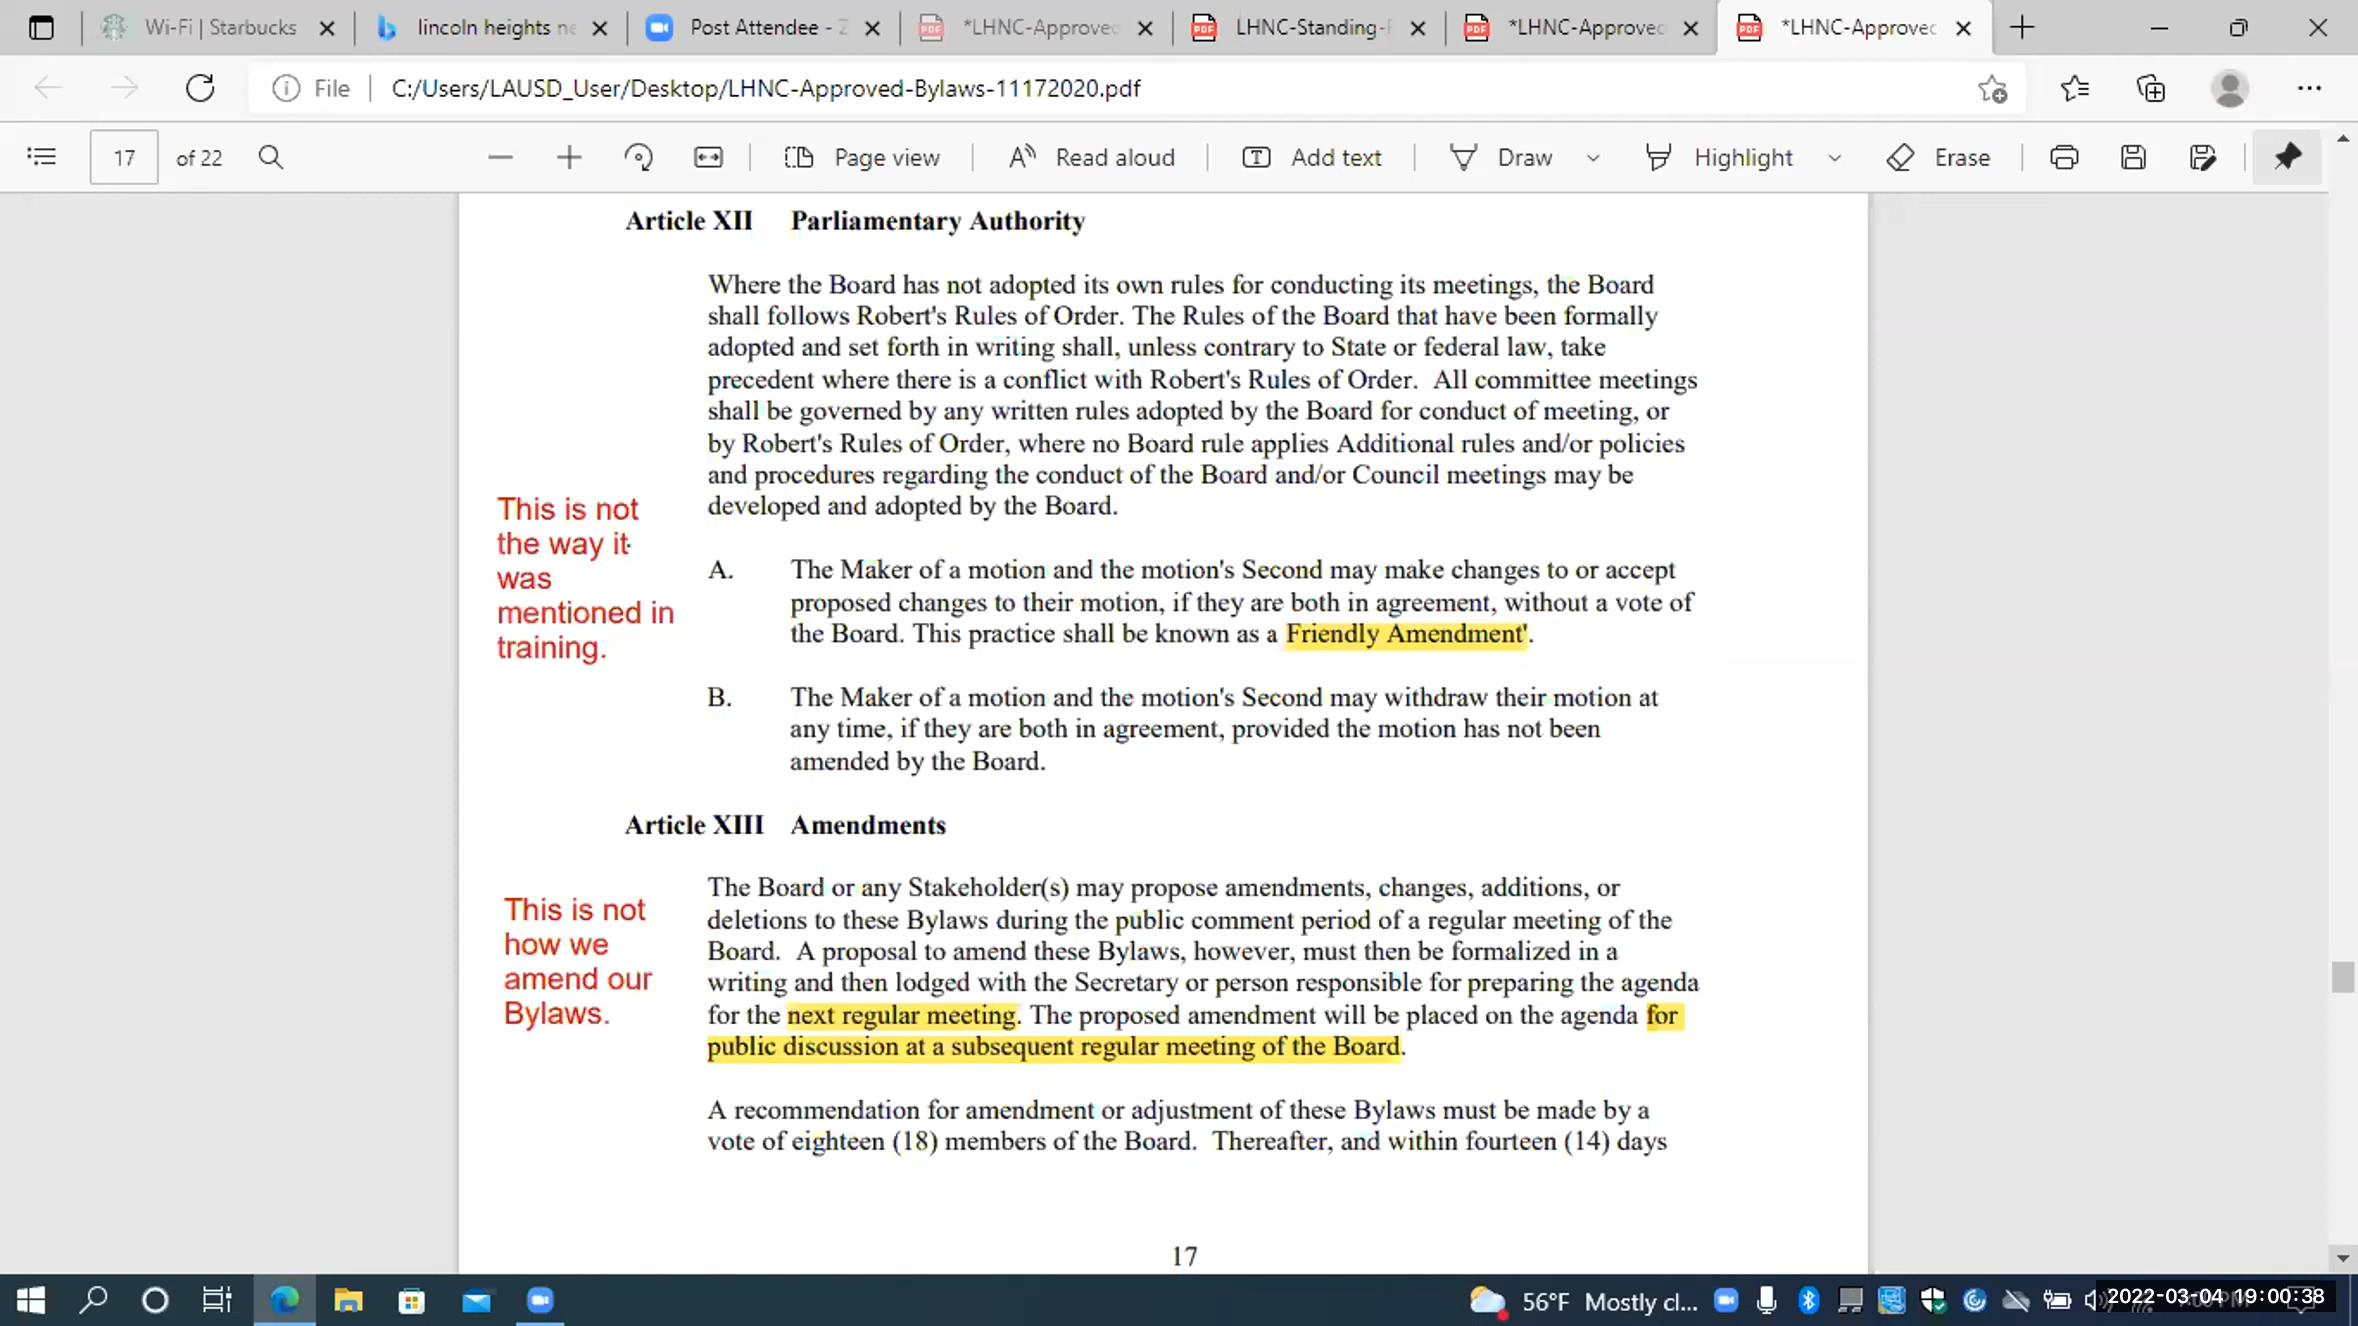 Wi-Fi | Starbucks
lincoln heights ne
Post Attendee - Z
*LHNC-Approved
LHNC-Standing-R
*LHNC-Approved
*LHNC-Approved
File
C:/Users/LAUSD_User/Desktop/LHNC-Approved-Bylaws-11172020.pdf
17 of 22
Page view
Read aloud
Add text
Draw
Highlight
Erase
Article XII Parliamentary Authority
Where the Board has not adopted its own rules for conducting its meetings, the Board
shall follows Robert's Rules of Order. The Rules of the Board that have been formally
adopted and set forth in writing shall, unless contrary to State or federal law, take
precedent where there is a conflict with Robert's Rules of Order. All committee meetings
shall be governed by any written rules adopted by the Board for conduct of meeting, or
by Robert's Rules of Order, where no Board rule applies Additional rules and/or policies
and procedures regarding the conduct of the Board and/or Council meetings may be
developed and adopted by the Board.
This is not
the way it
was
mentioned in
training.
A. The Maker of a motion and the motion's Second may make changes to or accept
proposed changes to their motion, if they are both in agreement, without a vote of
the Board. This practice shall be known as a Friendly Amendment'.
B. The Maker of a motion and the motion's Second may withdraw their motion at
any time, if they are both in agreement, provided the motion has not been
amended by the Board.
Article XIII Amendments
This is not
how we
amend our
Bylaws.
The Board or any Stakeholder(s) may propose amendments, changes, additions, or
deletions to these Bylaws during the public comment period of a regular meeting of the
Board. A proposal to amend these Bylaws, however, must then be formalized in a
writing and then lodged with the Secretary or person responsible for preparing the agenda
for the next regular meeting. The proposed amendment will be placed on the agenda for
public discussion at a subsequent regular meeting of the Board.
A recommendation for amendment or adjustment of these Bylaws must be made by a
vote of eighteen (18) members of the Board. Thereafter, and within fourteen (14) days
17
56°F Mostly cl...
2022-03-04 19:00:38